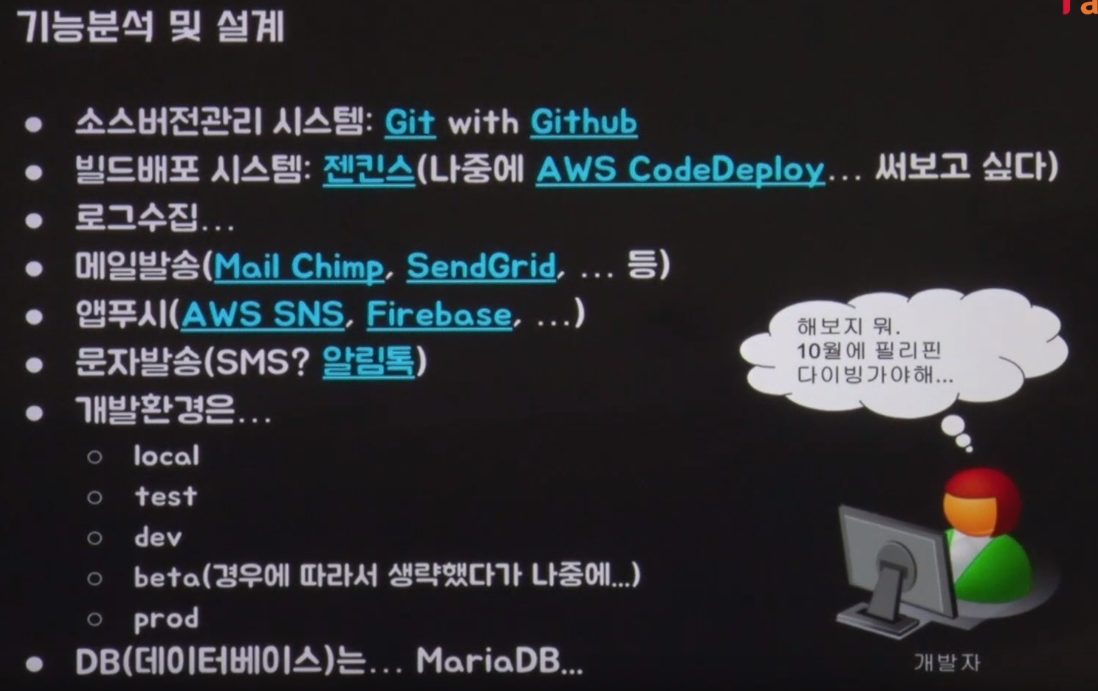 기능분석 및 설계
● 소스버전관리 시스템: Git with Github
● 빌드배포 시스템: 젠킨스(나중에 AWS CodeDeploy... 써보고 싶다)
● 로그수집...
● 메일발송(Mail Chimp, SendGrid, ... 등)
● 앱푸시(AWS SNS, Firebase, ...)
● 문자발송(SMS? 알림톡)
● 개발환경은...
○ local
○ test
○ dev
○ beta(경우에 따라서 생략했다가 나중에...)
○ prod
● DB(데이터베이스)는... MariaDB...
해보지 뭐.
10월에 필리핀
다이빙가야해...
개발자